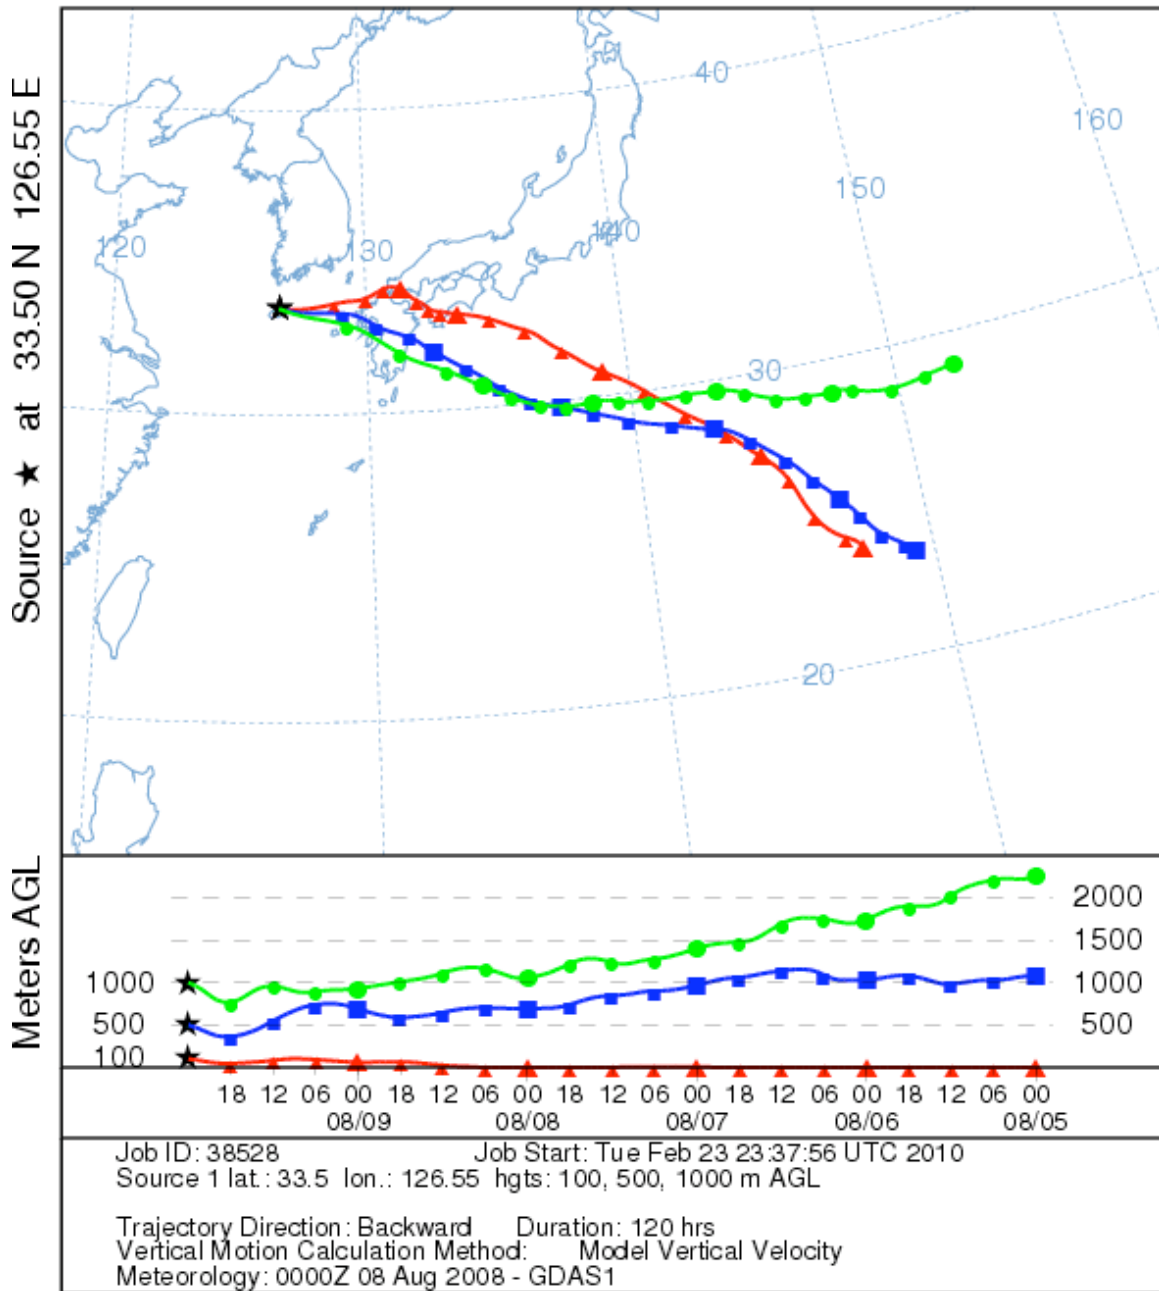 Source ★ at 33.50 N 126.55 E
40
160
150
120
130
140
30
20
Meters AGL
2000
1500
1000
1000
500
500
100
18 12 06 00 18 12 06 00 18 12 06 00 18 12 06 00 18 12 06 00
08/09 08/08 08/07 08/06 08/05
Job ID: 38528 Job Start: Tue Feb 23 23:37:56 UTC 2010
Source 1 lat.: 33.5 lon.: 126.55 hgts: 100, 500, 1000 m AGL
Trajectory Direction: Backward Duration: 120 hrs
Vertical Motion Calculation Method: Model Vertical Velocity
Meteorology: 0000Z 08 Aug 2008 - GDAS1